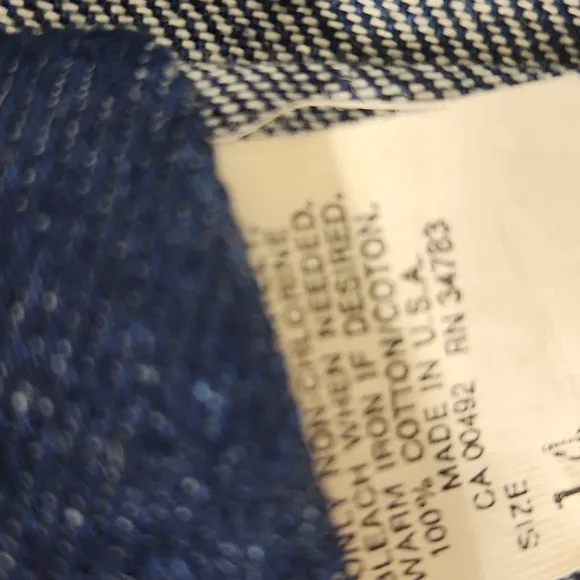 ONLY NON-CHLORINE
BLEACH WHEN NEEDED.
WARM IRON IF DESIRED.
100% COTTON/COTON.
MADE IN U.S.A.
CA 00492 RN 34783
SIZE